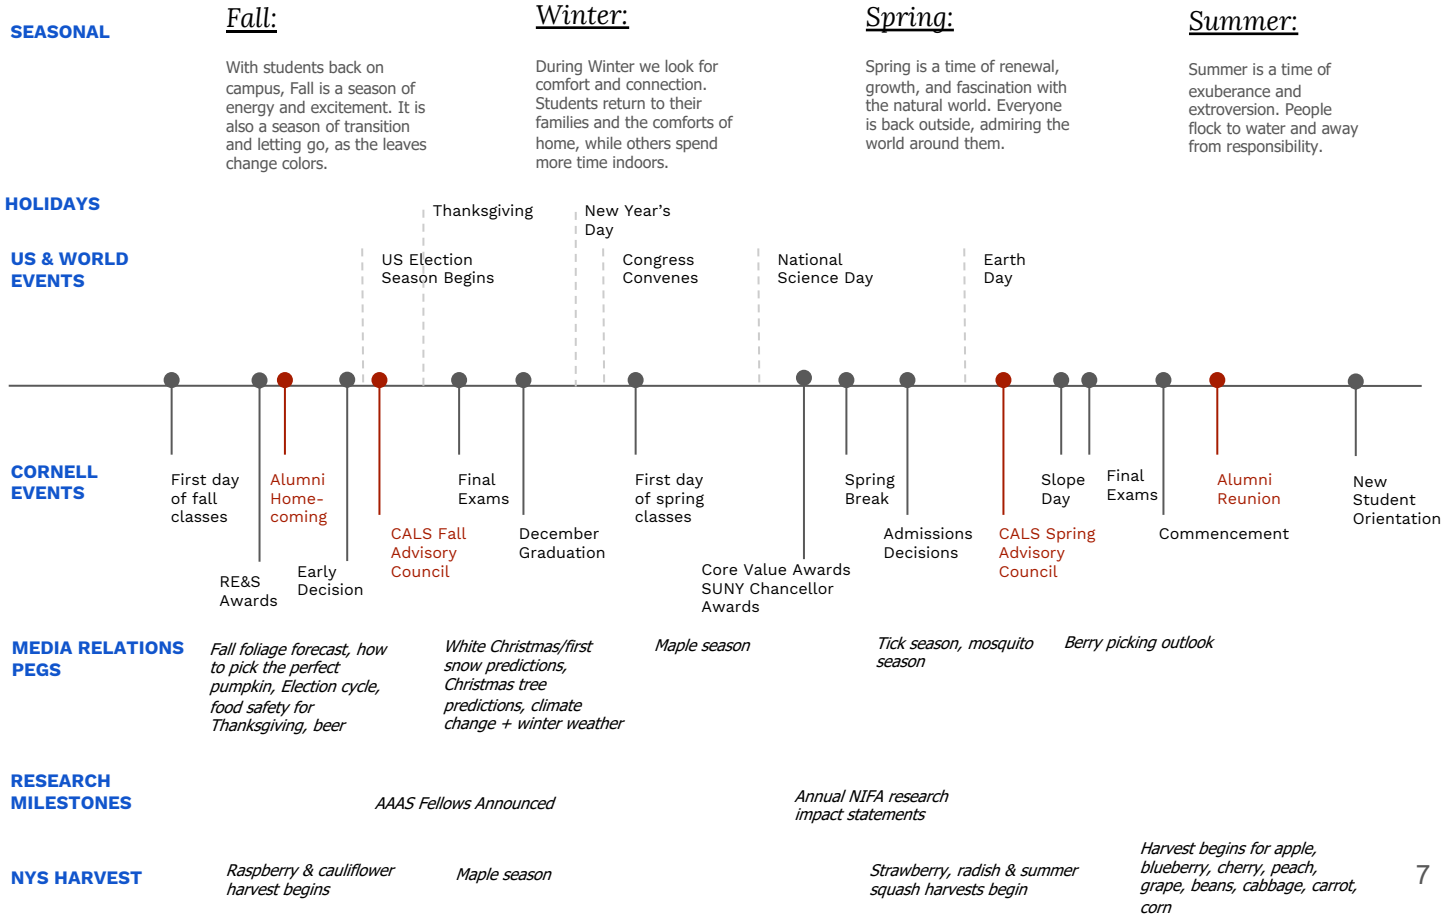 SEASONAL
Fall:
With students back on
campus, Fall is a season of
energy and excitement. It is
also a season of transition
and letting go, as the leaves
change colors.
Winter:
During Winter we look for
comfort and connection.
Students return to their
families and the comforts of
home, while others spend
more time indoors.
Spring:
Spring is a time of renewal,
growth, and fascination with
the natural world. Everyone
is back outside, admiring the
world around them.
Summer:
Summer is a time of
exuberance and
extroversion. People
flock to water and away
from responsibility.
HOLIDAYS
Thanksgiving
New Year's
Day
US & WORLD
EVENTS
US Election
Season Begins
Congress
Convenes
National
Science Day
Earth
Day
CORNELL
EVENTS
First day
of fall
classes
RE&S
Awards
Alumni
Home-
coming
Early
Decision
CALS Fall
Advisory
Council
Final
Exams
December
Graduation
First day
of spring
classes
Core Value Awards
SUNY Chancellor
Awards
Spring
Break
Admissions
Decisions
CALS Spring
Advisory
Council
Slope
Day
Final
Exams
Commencement
Alumni
Reunion
New
Student
Orientation
MEDIA RELATIONS
PEGS
Fall foliage forecast, how
to pick the perfect
pumpkin, Election cycle,
food safety for
Thanksgiving, beer
White Christmas/first
snow predictions,
Christmas tree
predictions, climate
change + winter weather
Maple season
Tick season, mosquito
season
Berry picking outlook
RESEARCH
MILESTONES
AAAS Fellows Announced
Annual NIFA research
impact statements
NYS HARVEST
Raspberry & cauliflower
harvest begins
Maple season
Strawberry, radish & summer
squash harvests begin
Harvest begins for apple,
blueberry, cherry, peach,
grape, beans, cabbage, carrot,
corn
7